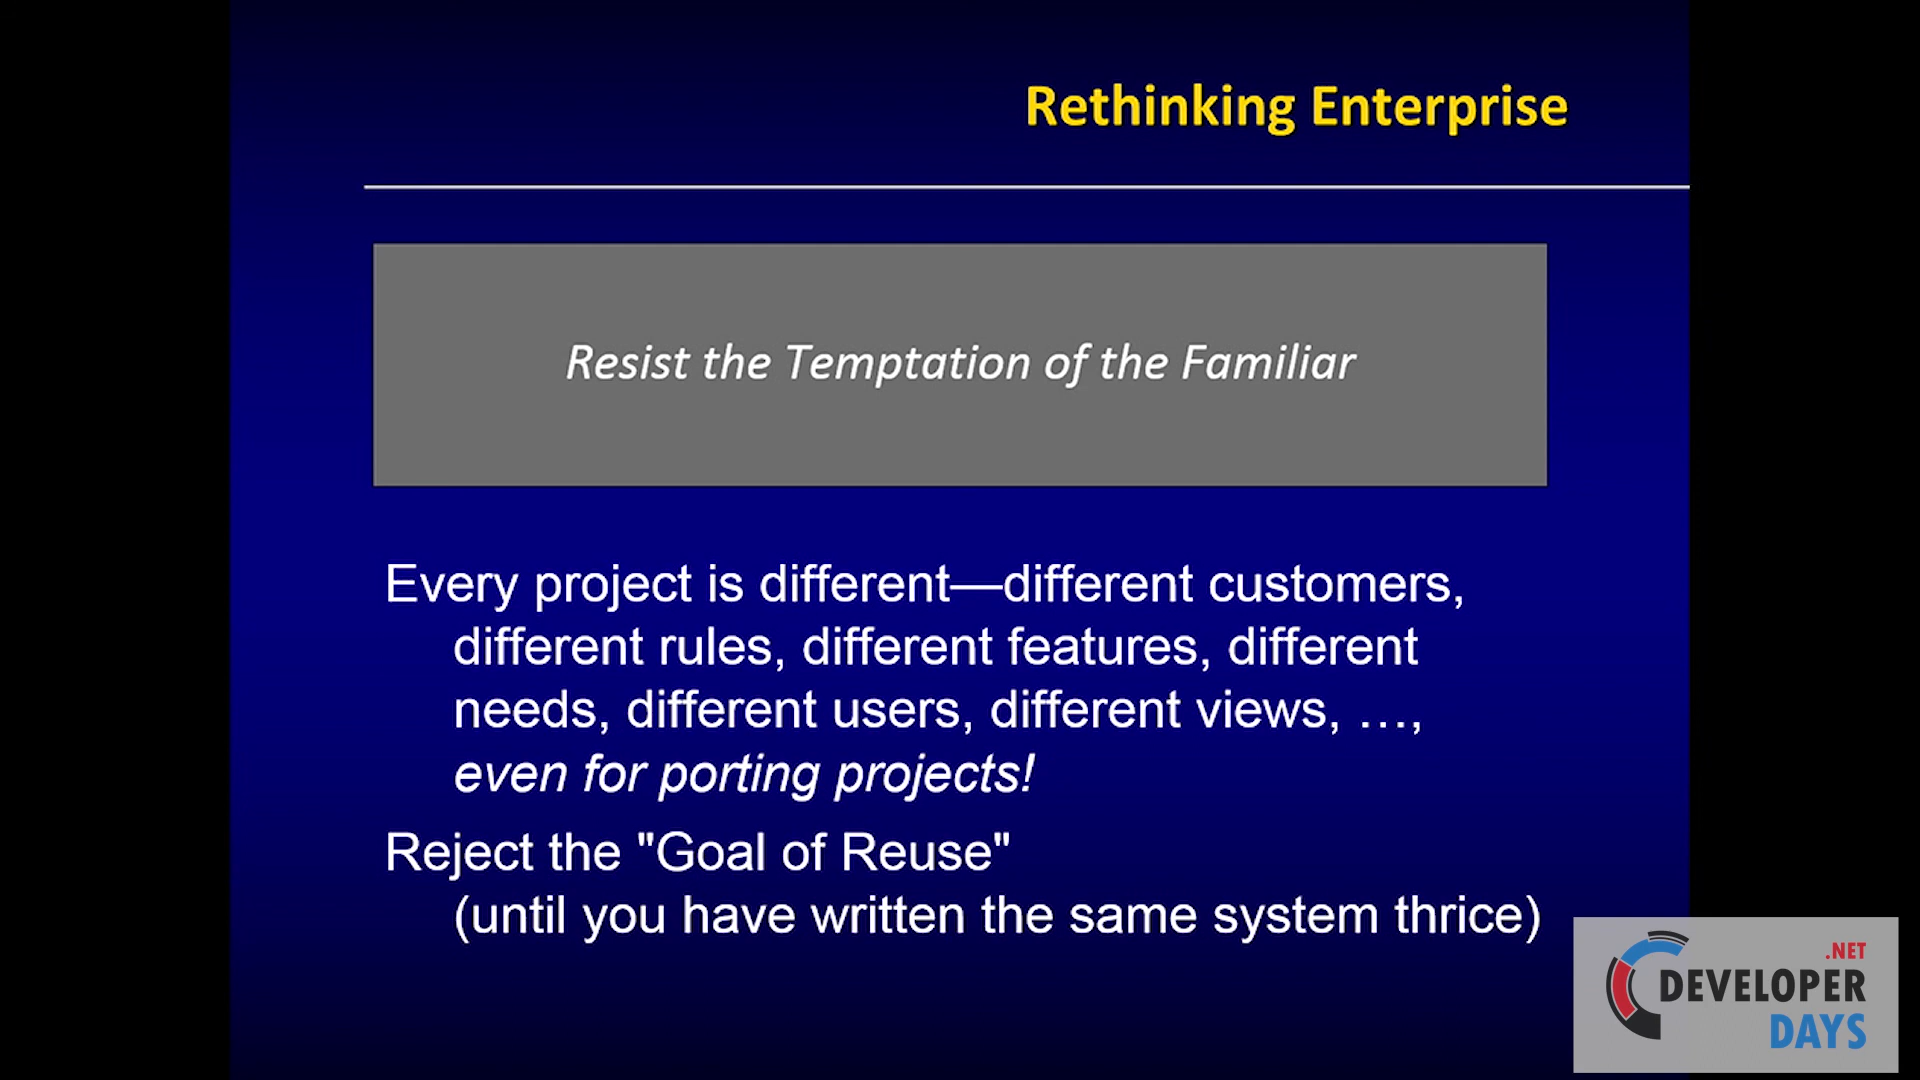 Rethinking Enterprise
Resist the Temptation of the Familiar
Every project is different—different customers,
different rules, different features, different
needs, different users, different views, …,
even for porting projects!
Reject the "Goal of Reuse"
(until you have written the same system thrice)
.NET
DEVELOPER
DAYS